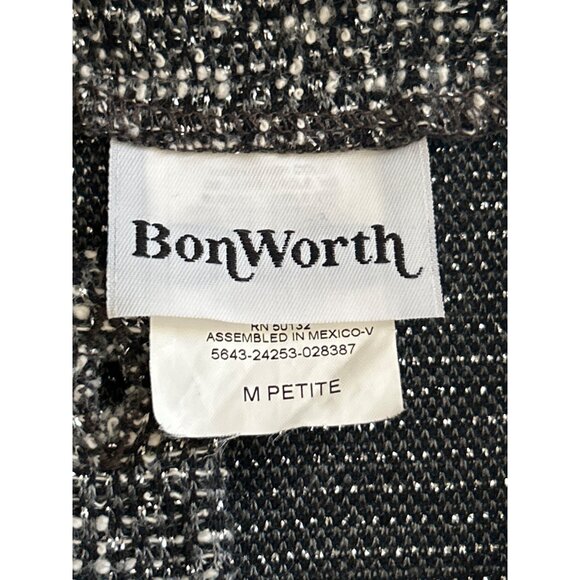 BonWorth
RN 50132
ASSEMBLED IN MEXICO-V
5643-24253-028387
M PETITE